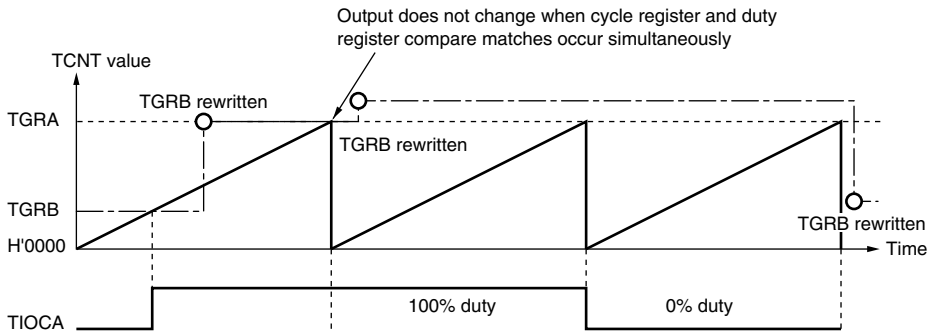 Output does not change when cycle register and duty
register compare matches occur simultaneously
TCNT value
TGRB rewritten
TGRA
TGRB rewritten
TGRB
TGRB rewritten
H'0000
Time
100% duty
0% duty
TIOCA